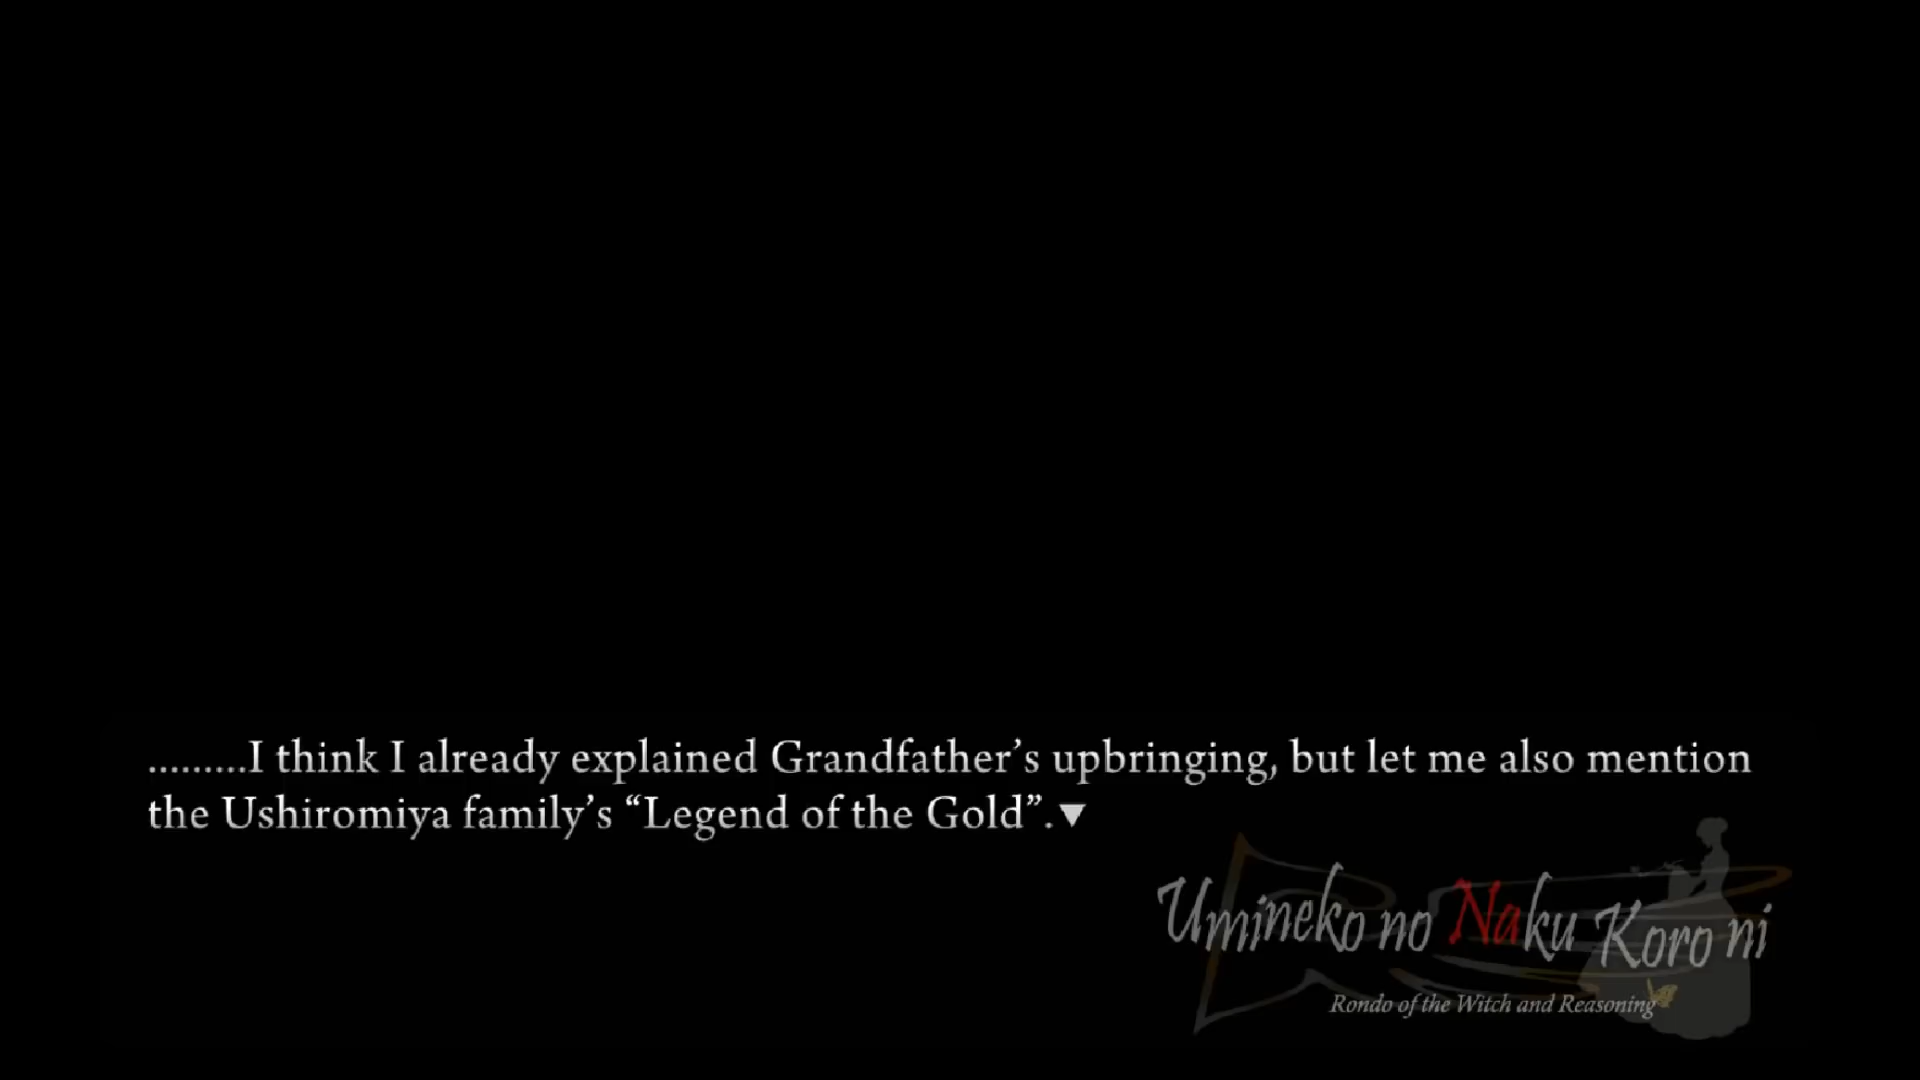 .........I think I already explained Grandfather’s upbringing, but let me also mention
the Ushiromiya family’s “Legend of the Gold”.▼
Umineko no Naku Koro ni
Rondo of the Witch and Reasoning